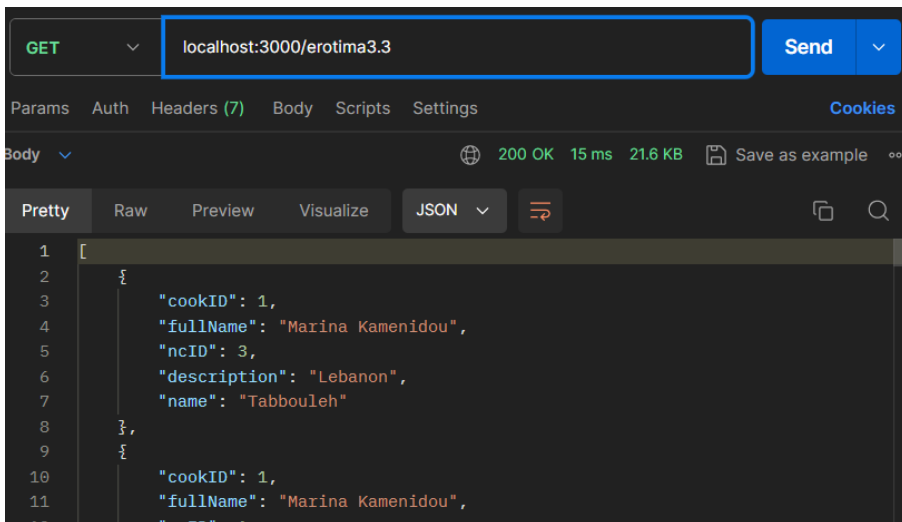 GET localhost:3000/erotima3.3 Send
Params Auth Headers (7) Body Scripts Settings Cookies
Body 200 OK 15 ms 21.6 KB Save as example
Pretty Raw Preview Visualize JSON
1 [
2 {
3 "cookID": 1,
4 "fullName": "Marina Kamenidou",
5 "ncID": 3,
6 "description": "Lebanon",
7 "name": "Tabbouleh"
8 },
9 {
10 "cookID": 1,
11 "fullName": "Marina Kamenidou",